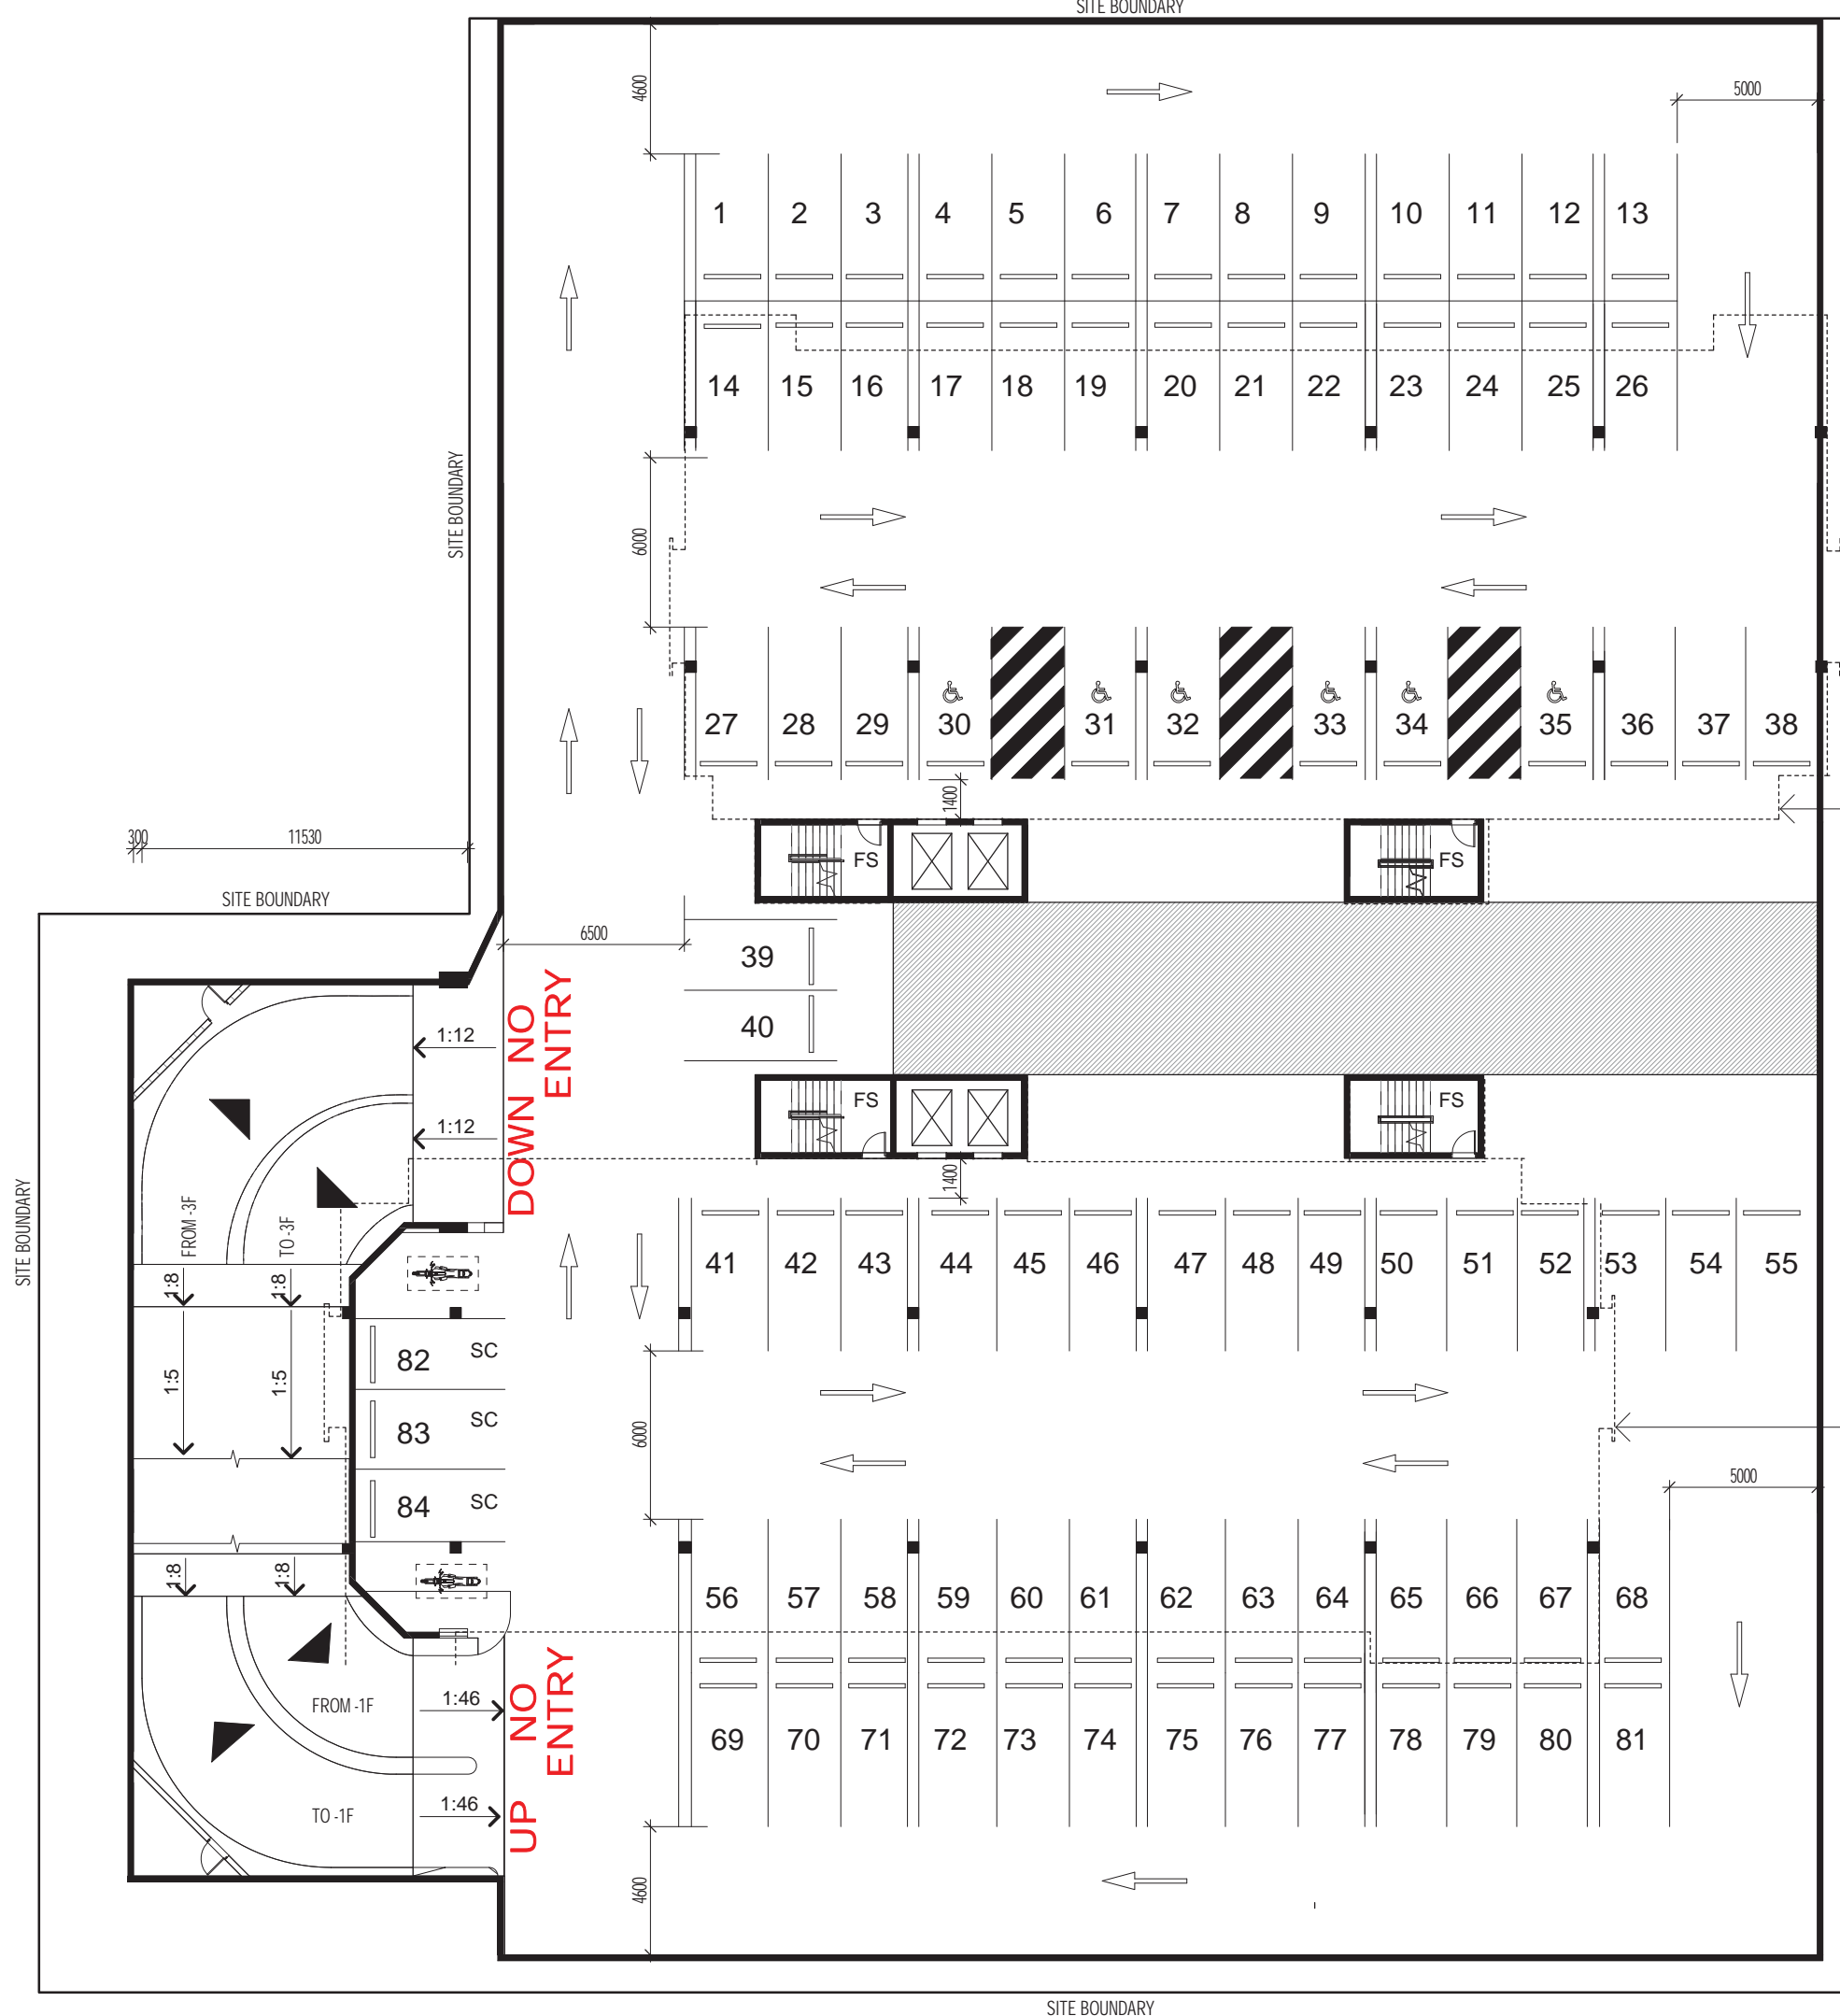 SITE BOUNDARY
4600
5000
1 2 3 4 5 6 7 8 9 10 11 12 13
14 15 16 17 18 19 20 21 22 23 24 25 26
SITE BOUNDARY
6000
27 28 29 30 31 32 33 34 35 36 37 38
1400
300 11530
FS
FS
SITE BOUNDARY
6500
39
40
1:12
1:12
DOWN NO
ENTRY
FS
FS
1400
SITE BOUNDARY
FROM -3F
TO -3F
41 42 43 44 45 46 47 48 49 50 51 52 53 54 55
1:8
1:8
82 SC
1:5
1:5
83 SC
6000
5000
84 SC
1:8
1:8
56 57 58 59 60 61 62 63 64 65 66 67 68
FROM -1F
1:46
UP NO
ENTRY
69 70 71 72 73 74 75 76 77 78 79 80 81
TO -1F
1:46
4600
SITE BOUNDARY